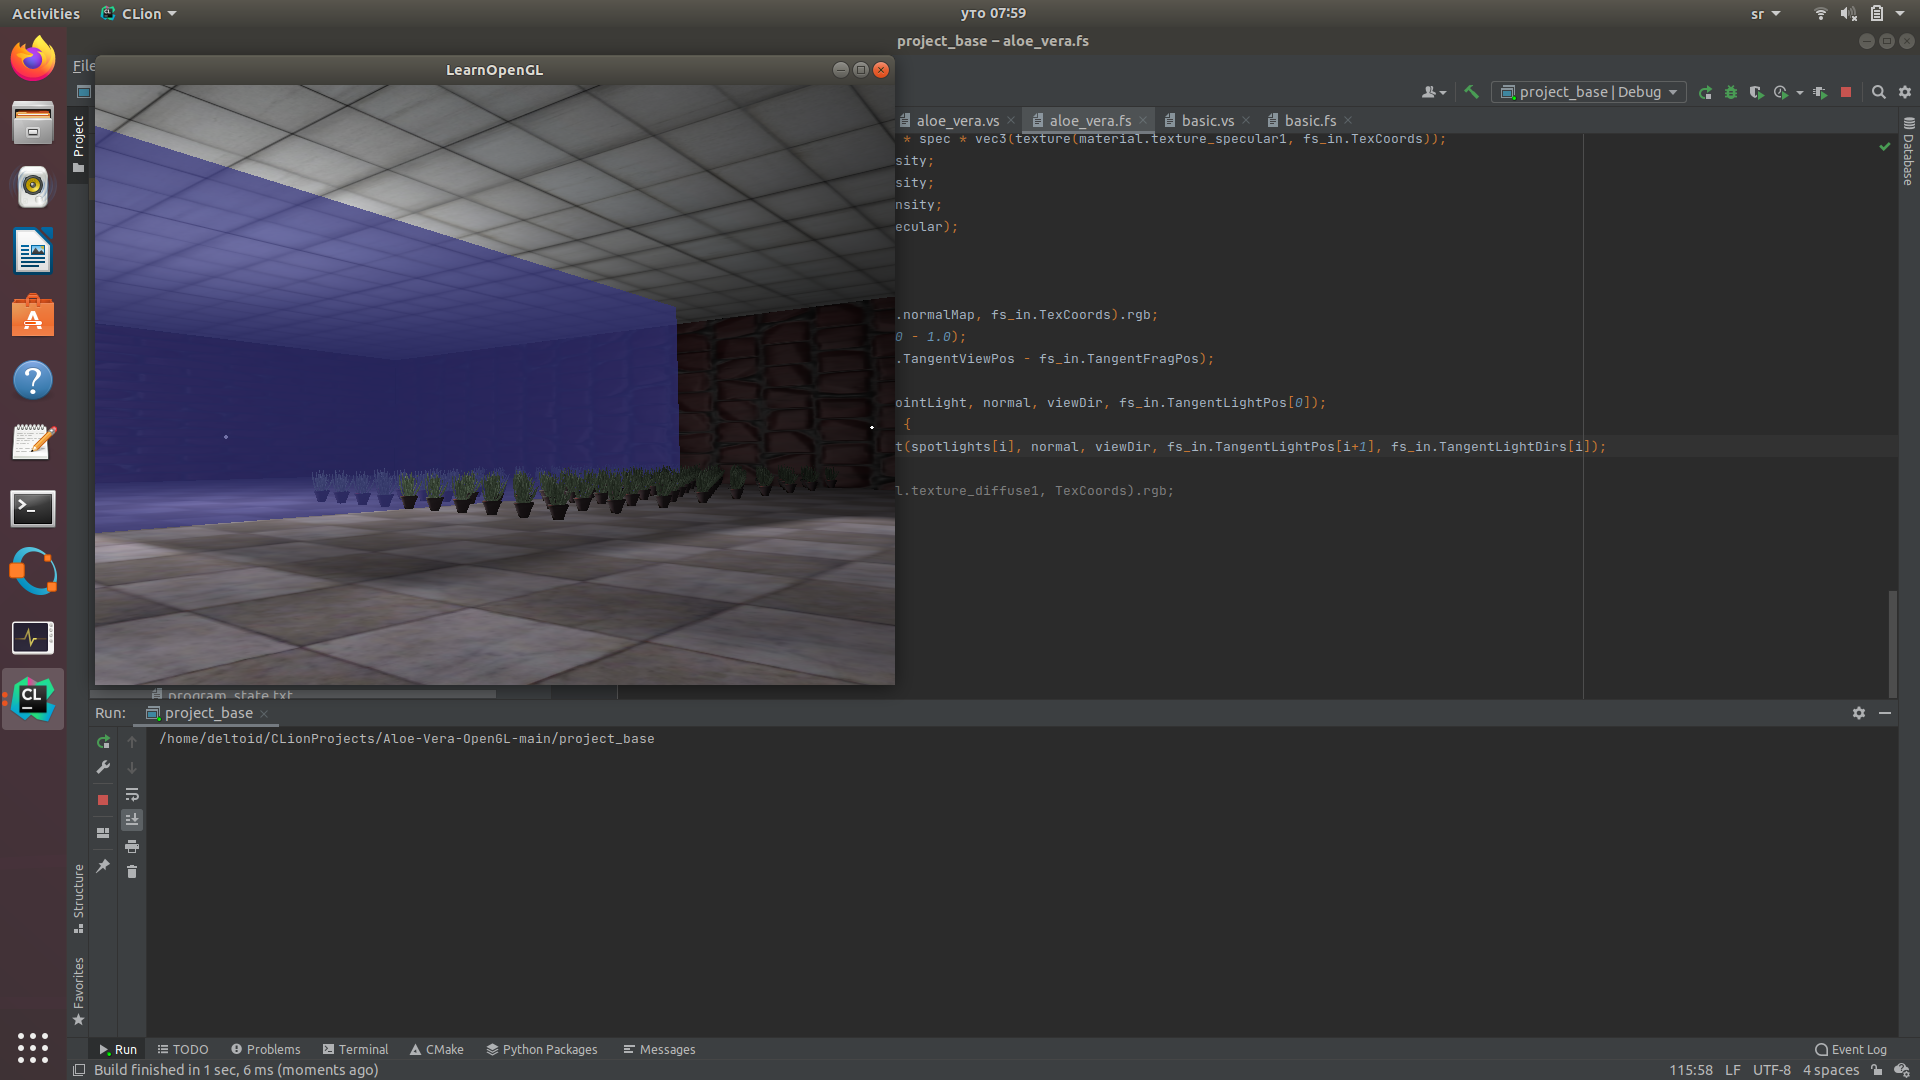 Activities
CLion
уто 07:59
sr
project_base – aloe_vera.fs
File
LearnOpenGL
project_base | Debug
Project
aloe_vera.vs
aloe_vera.fs
basic.vs
basic.fs
Database
* spec * vec3(texture(material.texture_specular1, fs_in.TexCoords));
sity;
sity;
nsity;
ecular);
.normalMap, fs_in.TexCoords).rgb;
0 - 1.0);
.TangentViewPos - fs_in.TangentFragPos);
ointLight, normal, viewDir, fs_in.TangentLightPos[0]);
{
t(spotlights[i], normal, viewDir, fs_in.TangentLightPos[i+1], fs_in.TangentLightDirs[i]);
l.texture_diffuse1, TexCoords).rgb;
program_state.txt
Run:
project_base
/home/deltoid/CLionProjects/Aloe-Vera-OpenGL-main/project_base
Structure
Favorites
Run
TODO
Problems
Terminal
CMake
Python Packages
Messages
Event Log
Build finished in 1 sec, 6 ms (moments ago)
115:58
LF
UTF-8
4 spaces
CL